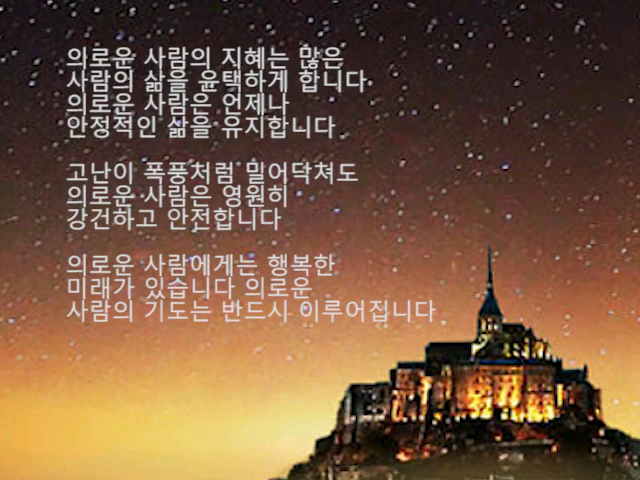 의로운 사람의 지혜는 많은
사람의 삶을 윤택하게 합니다.
의로운 사람은 언제나
안정적인 삶을 유지합니다
고난이 폭풍처럼 밀어닥쳐도
의로운 사람은 영원히
강건하고 안전합니다
의로운 사람에게는 행복한
미래가 있습니다 의로운
사람의 기도는 반드시 이루어집니다